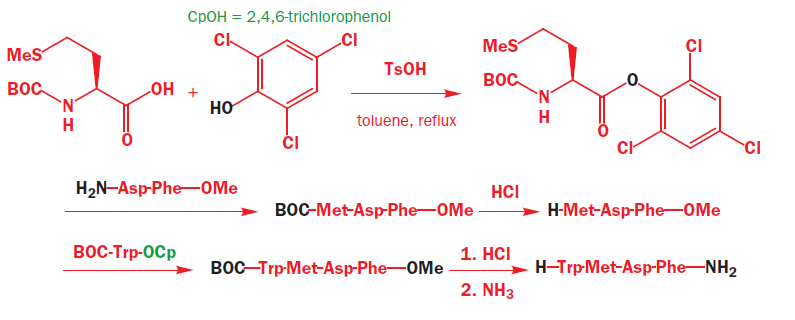 CpOH = 2,4,6-trichlorophenol
MeS
BOC
N
H
OH
O
+
HO
Cl
Cl
Cl
TsOH
toluene, reflux
MeS
BOC
N
H
O
O
Cl
Cl
Cl
H₂N–Asp-Phe–OMe
BOC-Met-Asp-Phe–OMe
HCl
H-Met-Asp-Phe–OMe
BOC-Trp-OCp
BOC–Trp-Met-Asp-Phe–OMe
1. HCl
2. NH₃
H–Trp-Met-Asp-Phe–NH₂